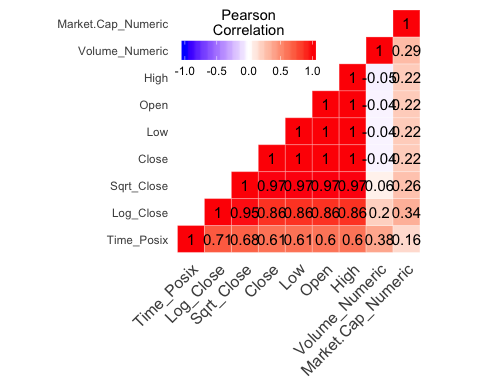 Pearson
Correlation
-1.0 -0.5 0.0 0.5 1.0
Market.Cap_Numeric 1
Volume_Numeric 1 0.29
High 1 -0.05 0.22
Open 1 1 -0.04 0.22
Low 1 1 1 -0.04 0.22
Close 1 1 1 1 -0.04 0.22
Sqrt_Close 1 0.97 0.97 0.97 0.97 0.06 0.26
Log_Close 1 0.95 0.86 0.86 0.86 0.86 0.2 0.34
Time_Posix 1 0.71 0.68 0.61 0.61 0.6 0.6 0.38 0.16
Time_Posix
Log_Close
Sqrt_Close
Close
Low
Open
High
Volume_Numeric
Market.Cap_Numeric